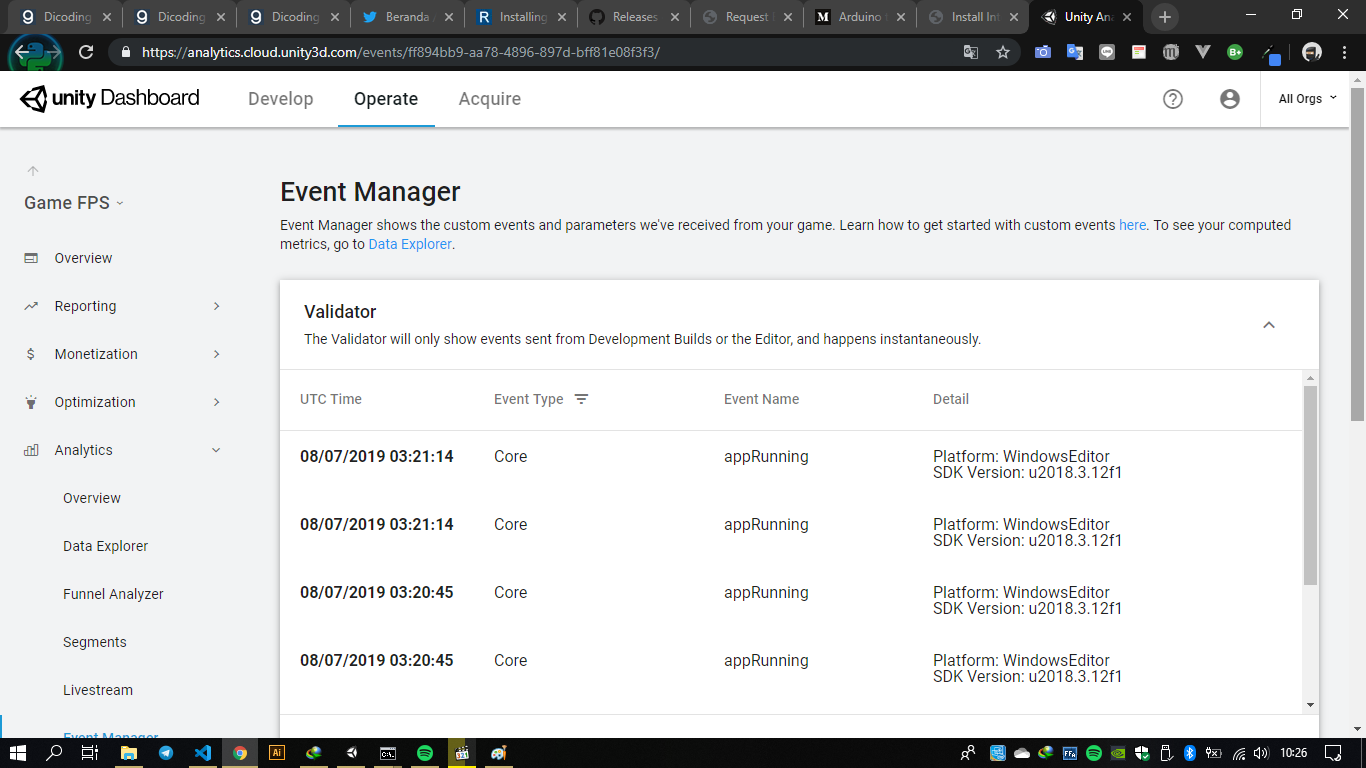 Dicoding
Dicoding
Dicoding
Beranda
Installing
Releases
Request
Arduino
Install Int
Unity Ana
https://analytics.cloud.unity3d.com/events/ff894bb9-aa78-4896-897d-bff81e08f3f3/
unity Dashboard
Develop
Operate
Acquire
All Orgs
Game FPS
Overview
Reporting
Monetization
Optimization
Analytics
Overview
Data Explorer
Funnel Analyzer
Segments
Livestream
Event Manager
Event Manager
Event Manager shows the custom events and parameters we've received from your game. Learn how to get started with custom events here. To see your computed
metrics, go to Data Explorer.
Validator
The Validator will only show events sent from Development Builds or the Editor, and happens instantaneously.
UTC Time Event Type Event Name Detail
08/07/2019 03:21:14 Core appRunning Platform: WindowsEditor
SDK Version: u2018.3.12f1
08/07/2019 03:21:14 Core appRunning Platform: WindowsEditor
SDK Version: u2018.3.12f1
08/07/2019 03:20:45 Core appRunning Platform: WindowsEditor
SDK Version: u2018.3.12f1
08/07/2019 03:20:45 Core appRunning Platform: WindowsEditor
SDK Version: u2018.3.12f1
10:26